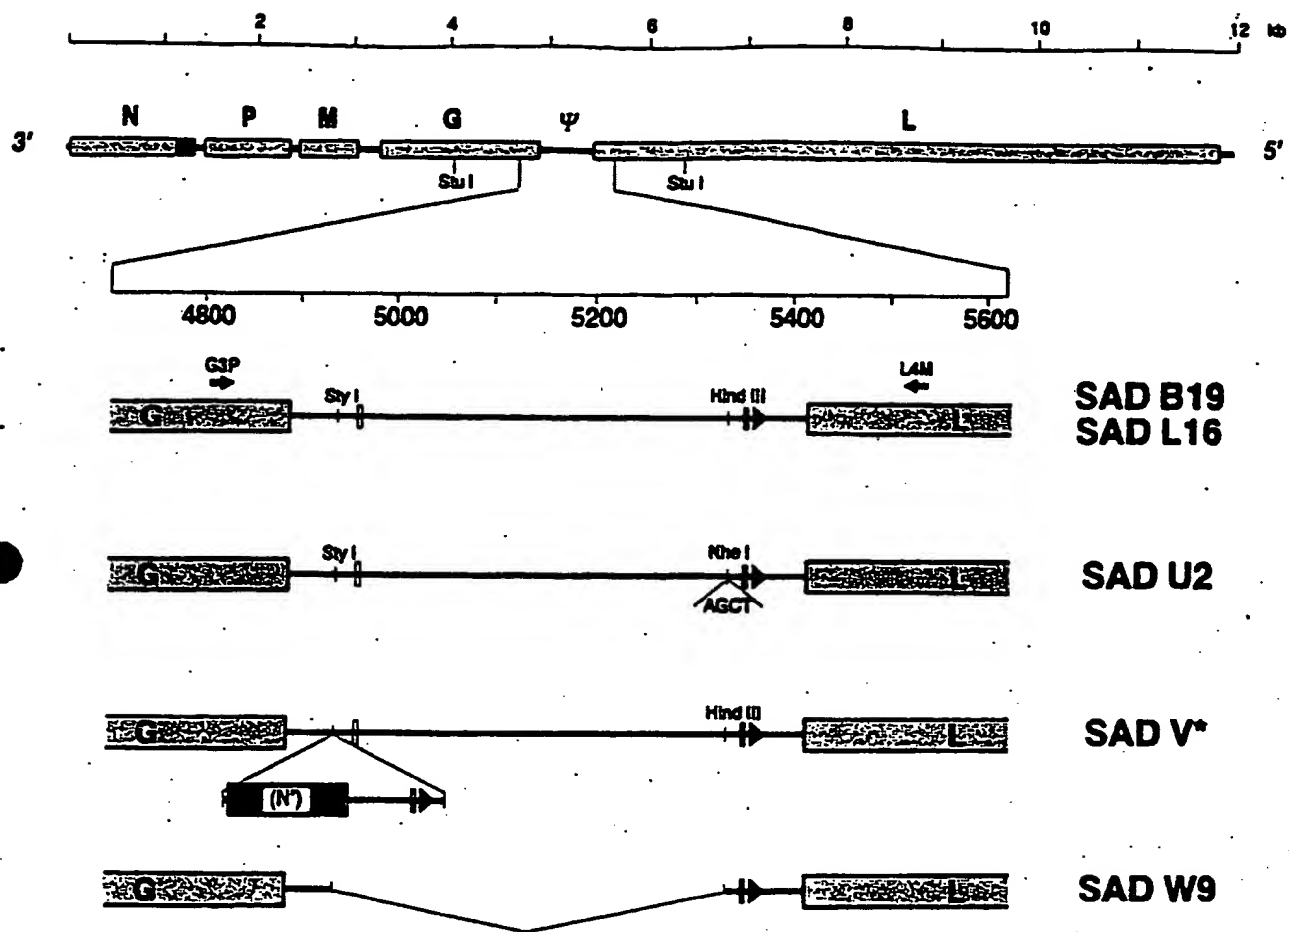 2 4 6 8 10 12 kb
N P M G Ψ L
3' 5'
Stu I Stu I
4800 5000 5200 5400 5600
G3P L4M
Sty I Hind III
G L
SAD B19
SAD L16
Sty I Nhe I
G L SAD U2
AGCT
Hind III
G L SAD V*
(N')
G L SAD W9